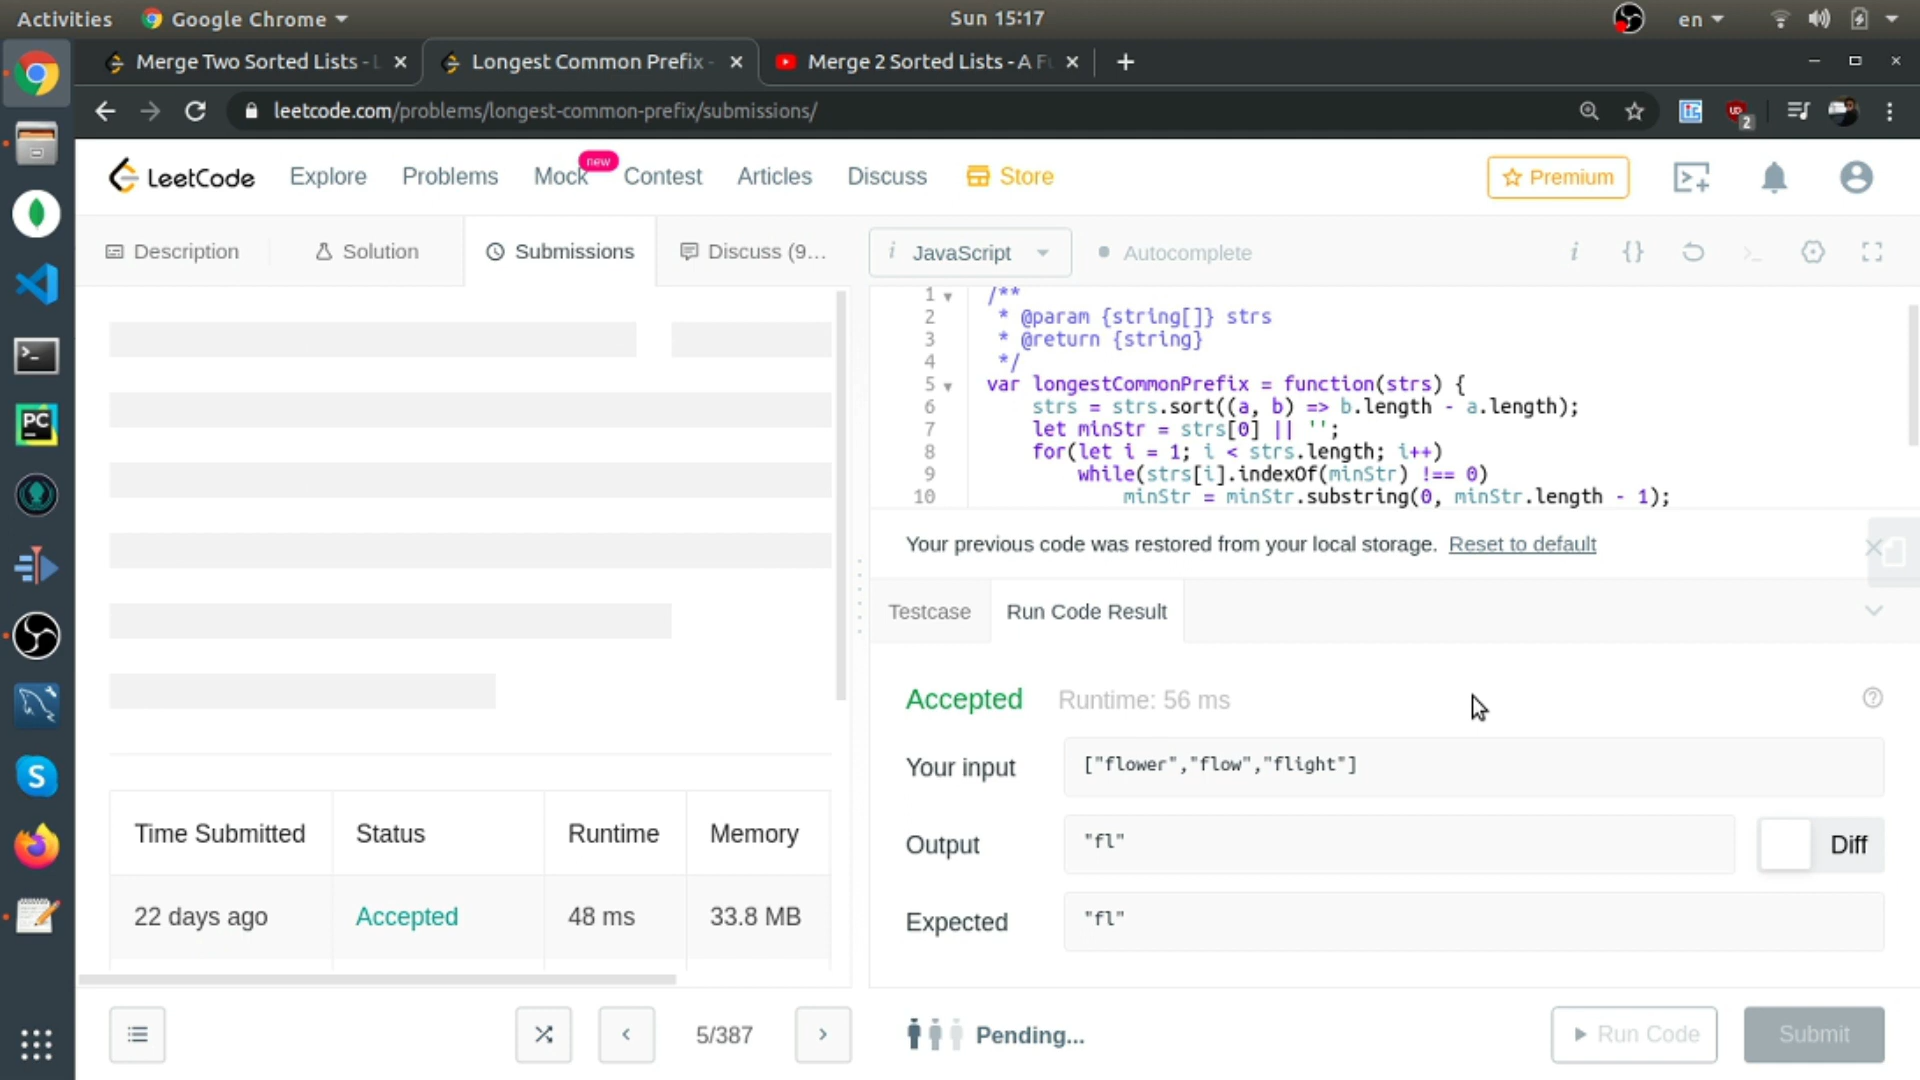 Activities
Google Chrome
Sun 15:17
en
Merge Two Sorted Lists - L
Longest Common Prefix -
Merge 2 Sorted Lists - A Fu
leetcode.com/problems/longest-common-prefix/submissions/
2
LeetCode
Explore
Problems
Mock
new
Contest
Articles
Discuss
Store
Premium
Description
Solution
Submissions
Discuss (9...
i JavaScript
Autocomplete
1 /**
2 * @param {string[]} strs
3 * @return {string}
4 */
5 var longestCommonPrefix = function(strs) {
6 strs = strs.sort((a, b) => b.length - a.length);
7 let minStr = strs[0] || '';
8 for(let i = 1; i < strs.length; i++)
9 while(strs[i].indexOf(minStr) !== 0)
10 minStr = minStr.substring(0, minStr.length - 1);
Your previous code was restored from your local storage. Reset to default
Testcase
Run Code Result
Accepted Runtime: 56 ms
Your input ["flower","flow","flight"]
Output "fl" Diff
Expected "fl"
Time Submitted Status Runtime Memory
22 days ago Accepted 48 ms 33.8 MB
5/387
Pending...
Run Code
Submit
PC